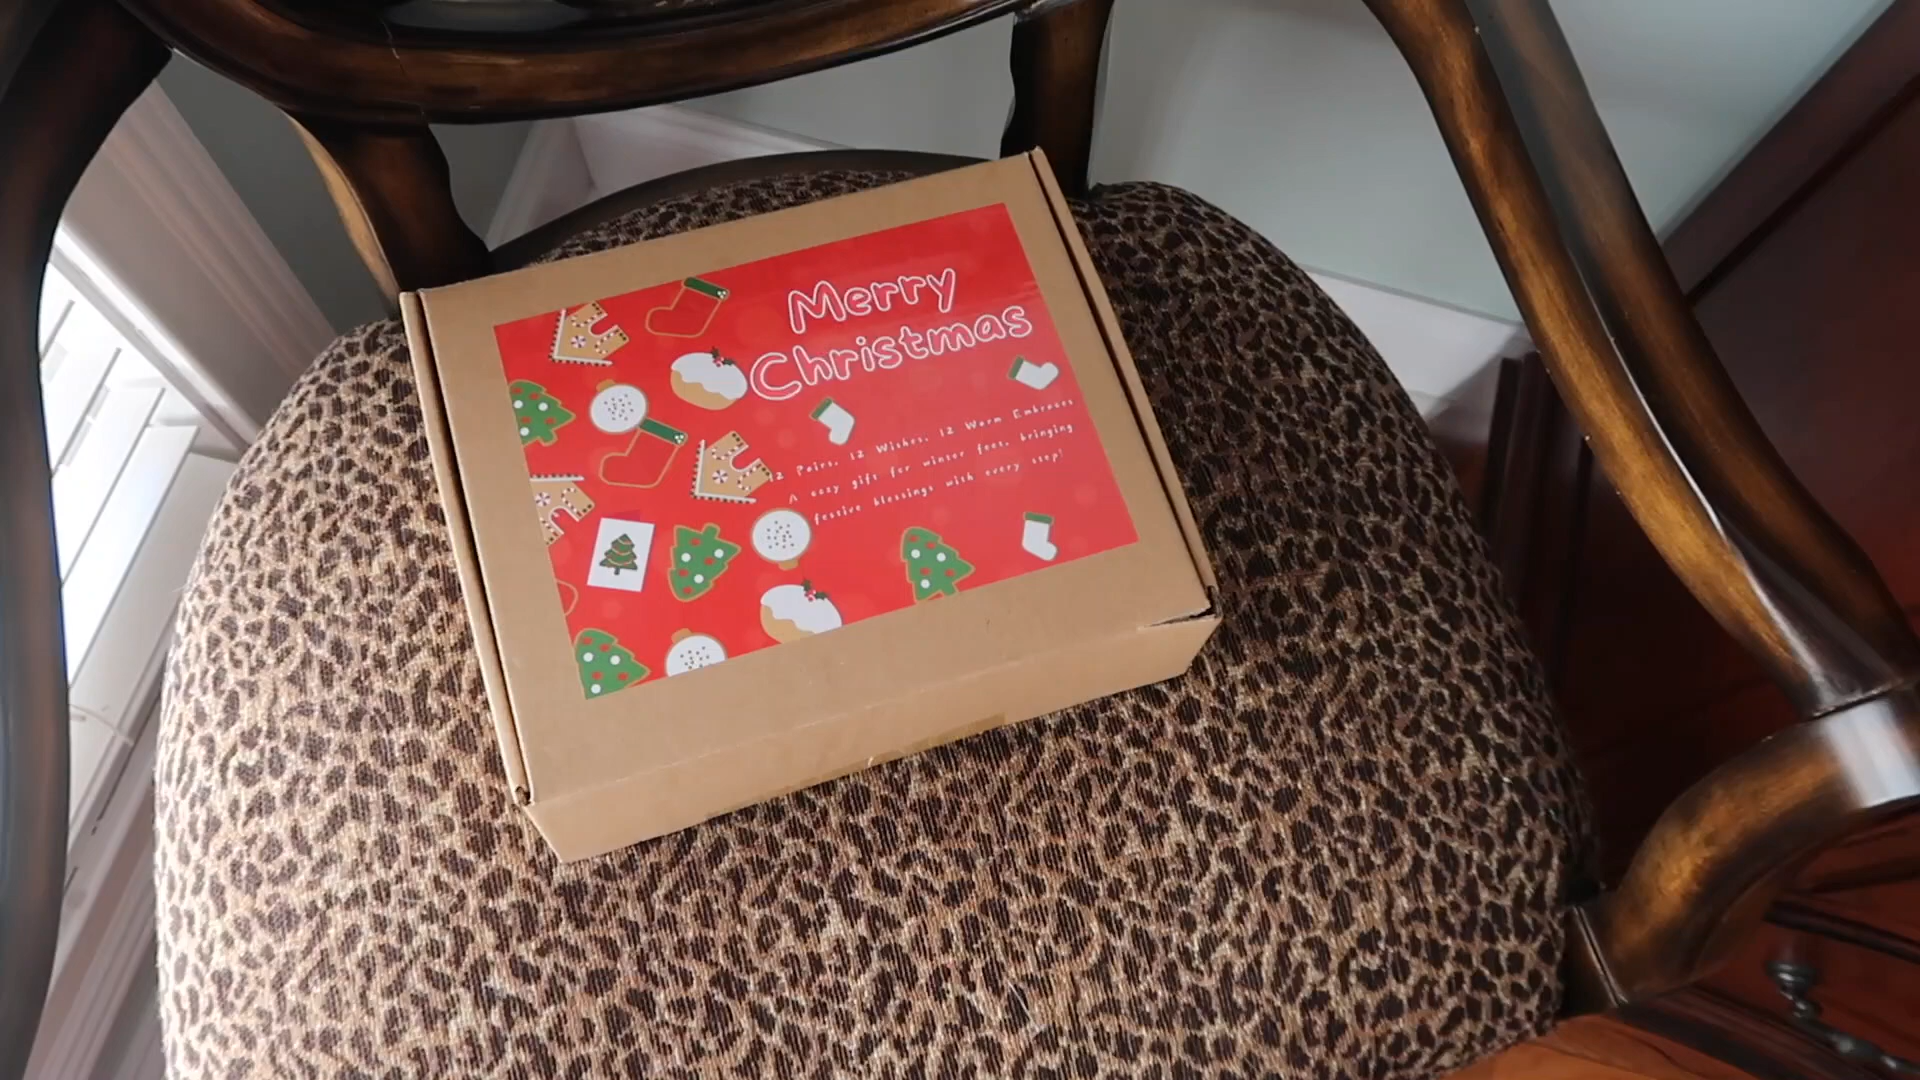 Merry
Christmas
12 Pairs, 12 Wishes, 12 Warm Embraces
A cozy gift for winter feet, bringing
festive blessings with every step!